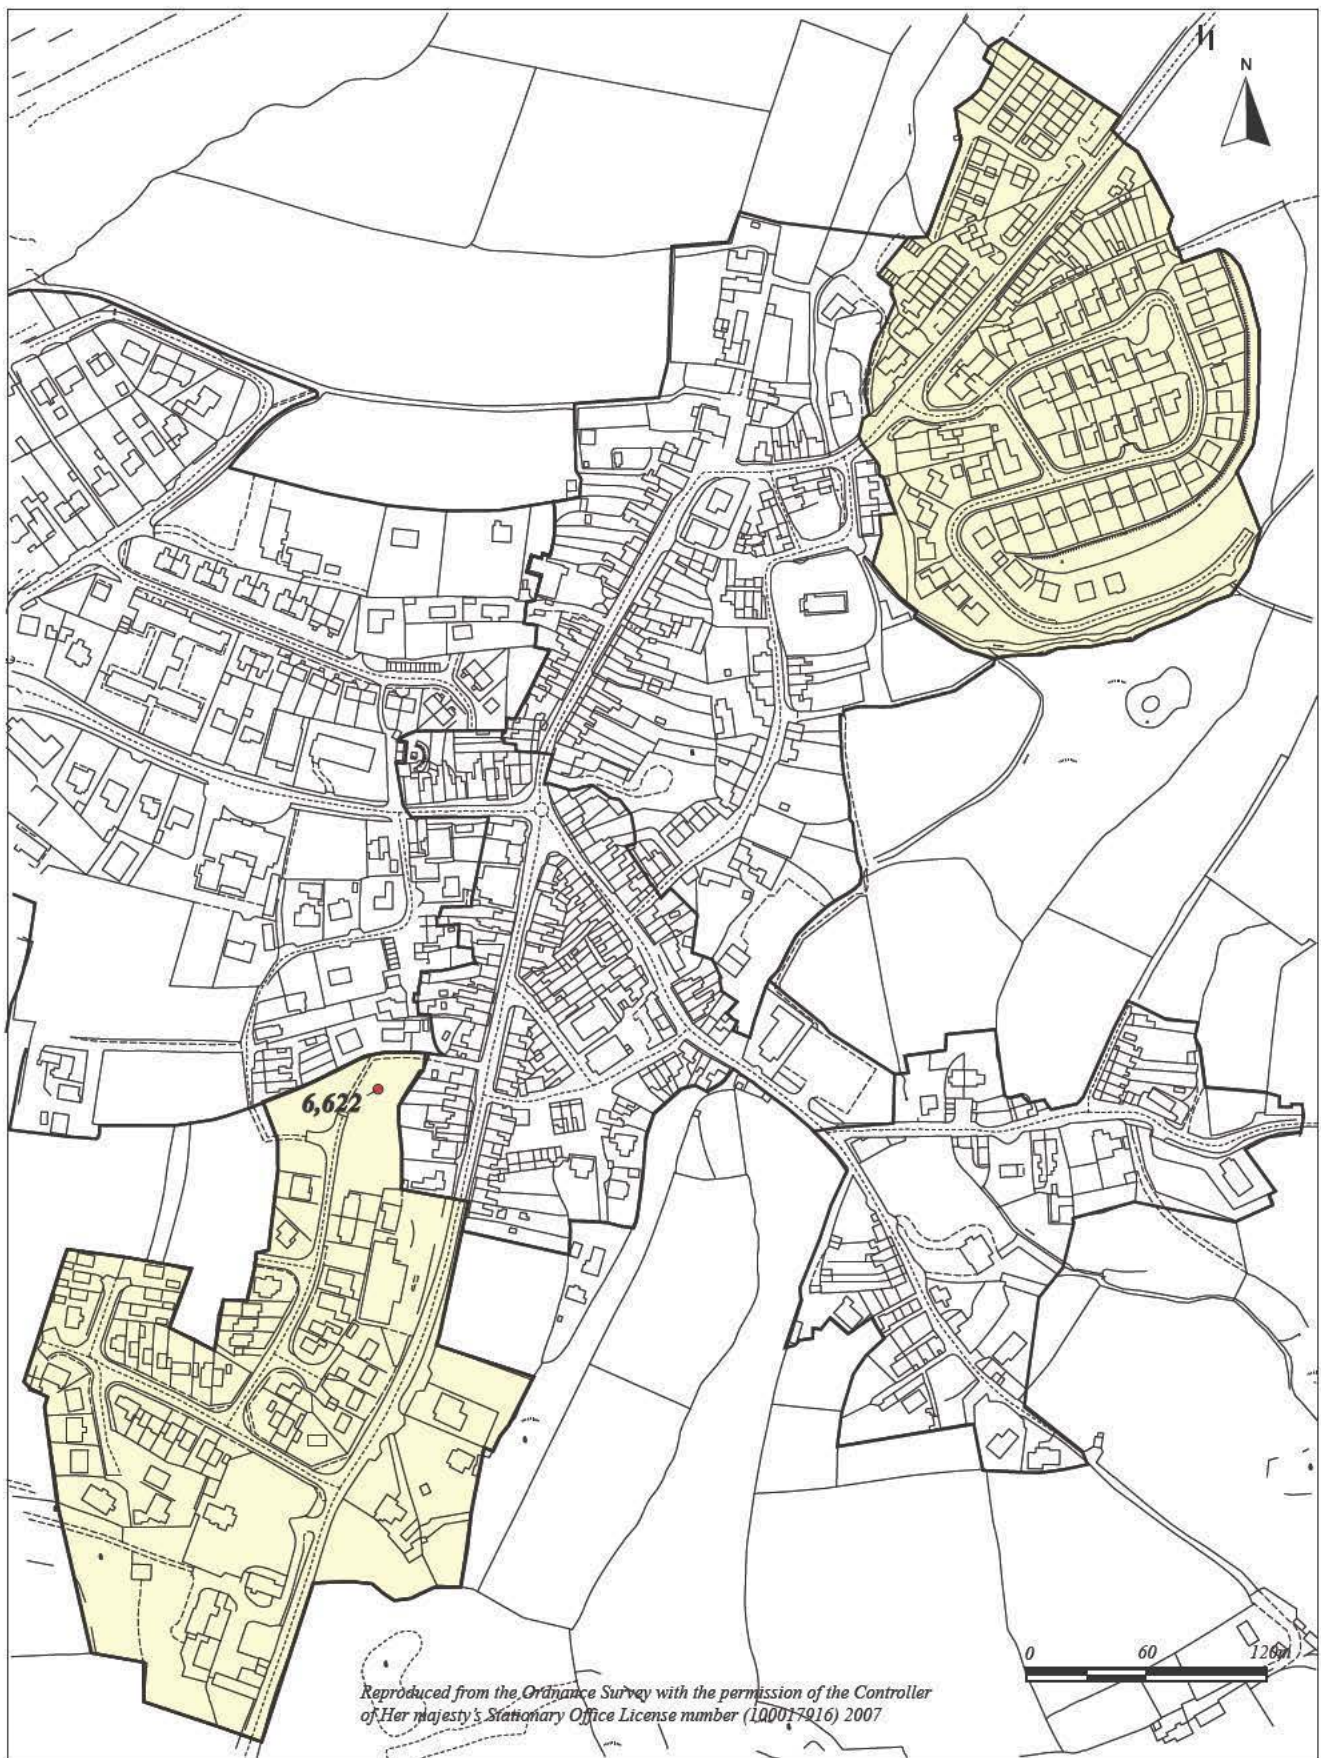 N
6,622
0 60 120m
Reproduced from the Ordnance Survey with the permission of the Controller
of Her majesty's Stationary Office License number (100017916) 2007